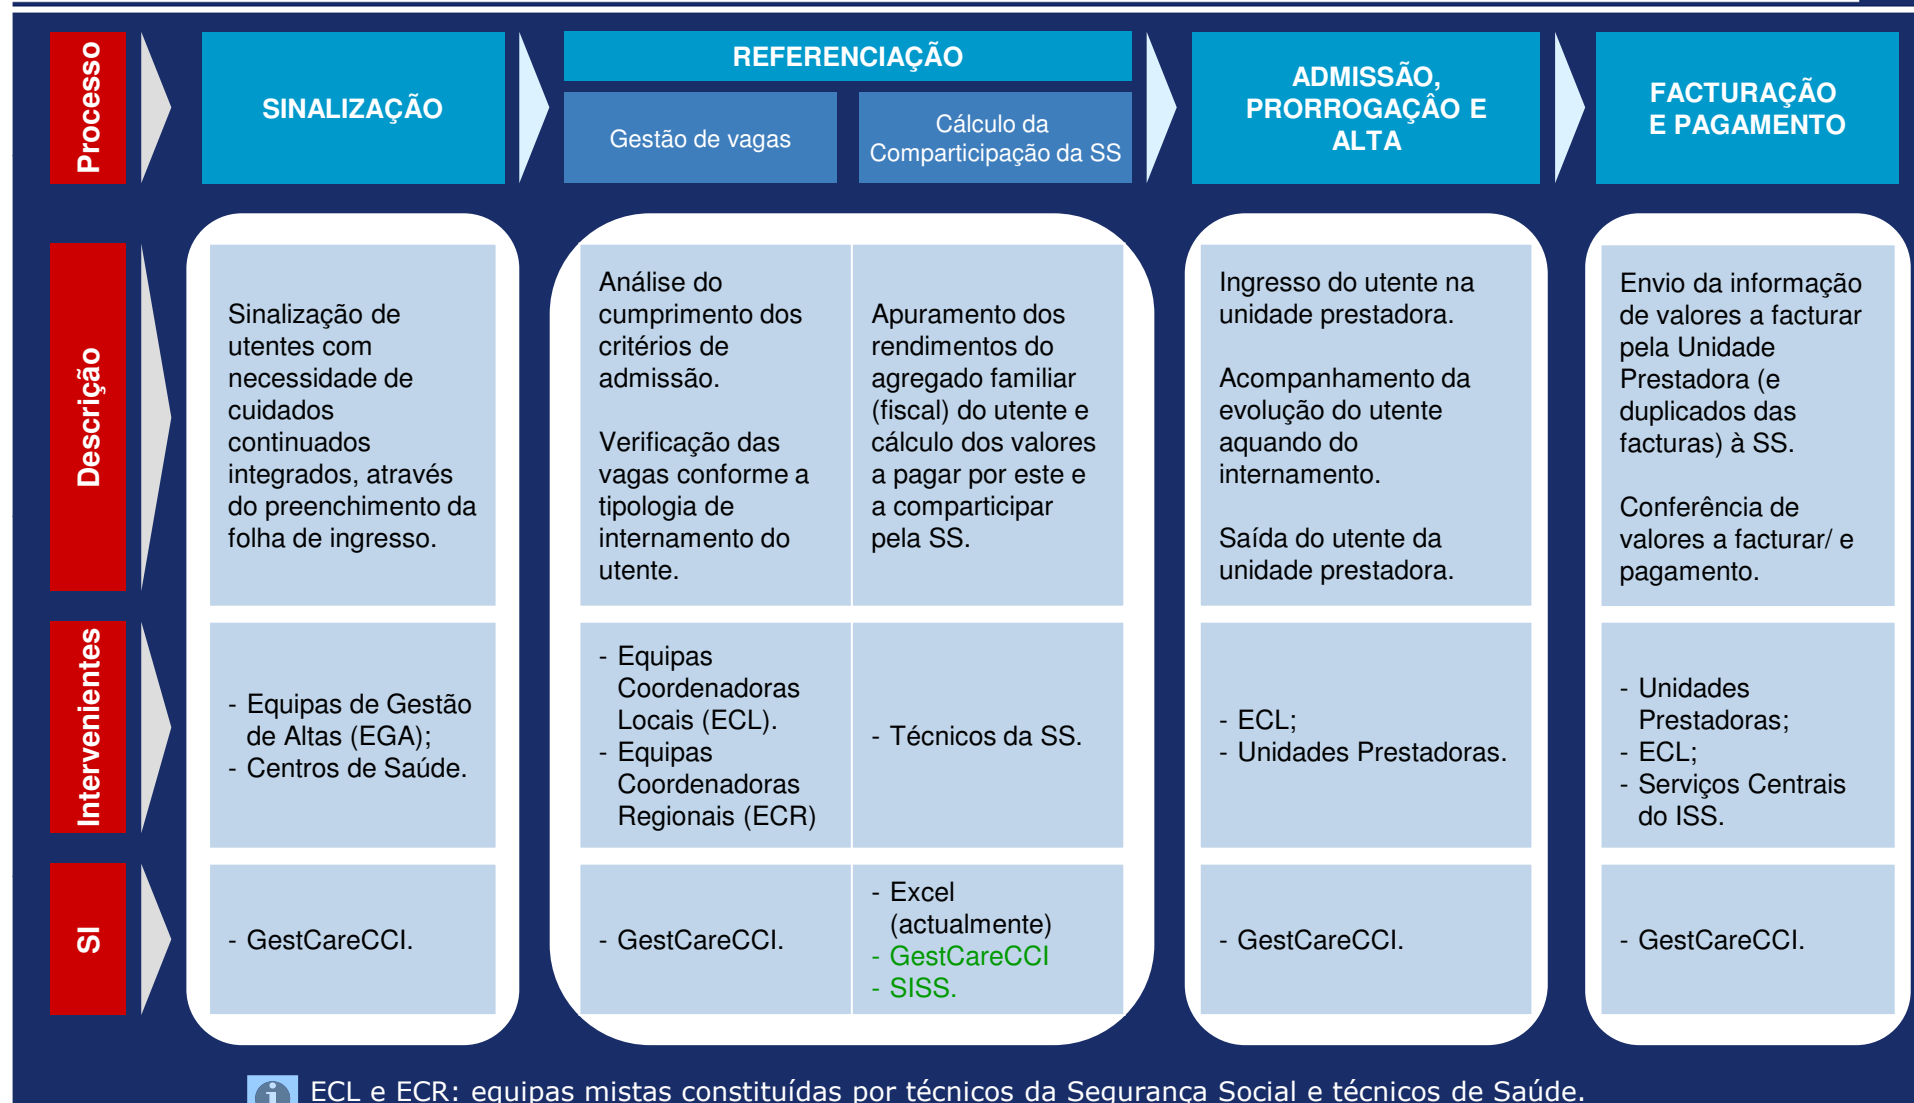 Processo
SINALIZAÇÃO
REFERENCIAÇÃO
Gestão de vagas
Cálculo da
Comparticipação da SS
ADMISSÃO,
PRORROGAÇÂO E
ALTA
FACTURAÇÃO
E PAGAMENTO
Descrição
Sinalização de
utentes com
necessidade de
cuidados
continuados
integrados, através
do preenchimento da
folha de ingresso.
Análise do
cumprimento dos
critérios de
admissão.
Verificação das
vagas conforme a
tipologia de
internamento do
utente.
Apuramento dos
rendimentos do
agregado familiar
(fiscal) do utente e
cálculo dos valores
a pagar por este e
a comparticipar
pela SS.
Ingresso do utente na
unidade prestadora.
Acompanhamento da
evolução do utente
aquando do
internamento.
Saída do utente da
unidade prestadora.
Envio da informação
de valores a facturar
pela Unidade
Prestadora (e
duplicados das
facturas) à SS.
Conferência de
valores a facturar/ e
pagamento.
Intervenientes
- Equipas de Gestão
de Altas (EGA);
- Centros de Saúde.
- Equipas
Coordenadoras
Locais (ECL).
- Equipas
Coordenadoras
Regionais (ECR)
- Técnicos da SS.
- ECL;
- Unidades Prestadoras.
- Unidades
Prestadoras;
- ECL;
- Serviços Centrais
do ISS.
SI
- GestCareCCI.
- GestCareCCI.
- Excel
(actualmente)
- GestCareCCI
- SISS.
- GestCareCCI.
- GestCareCCI.
ECL e ECR: equipas mistas constituídas por técnicos da Segurança Social e técnicos de Saúde.